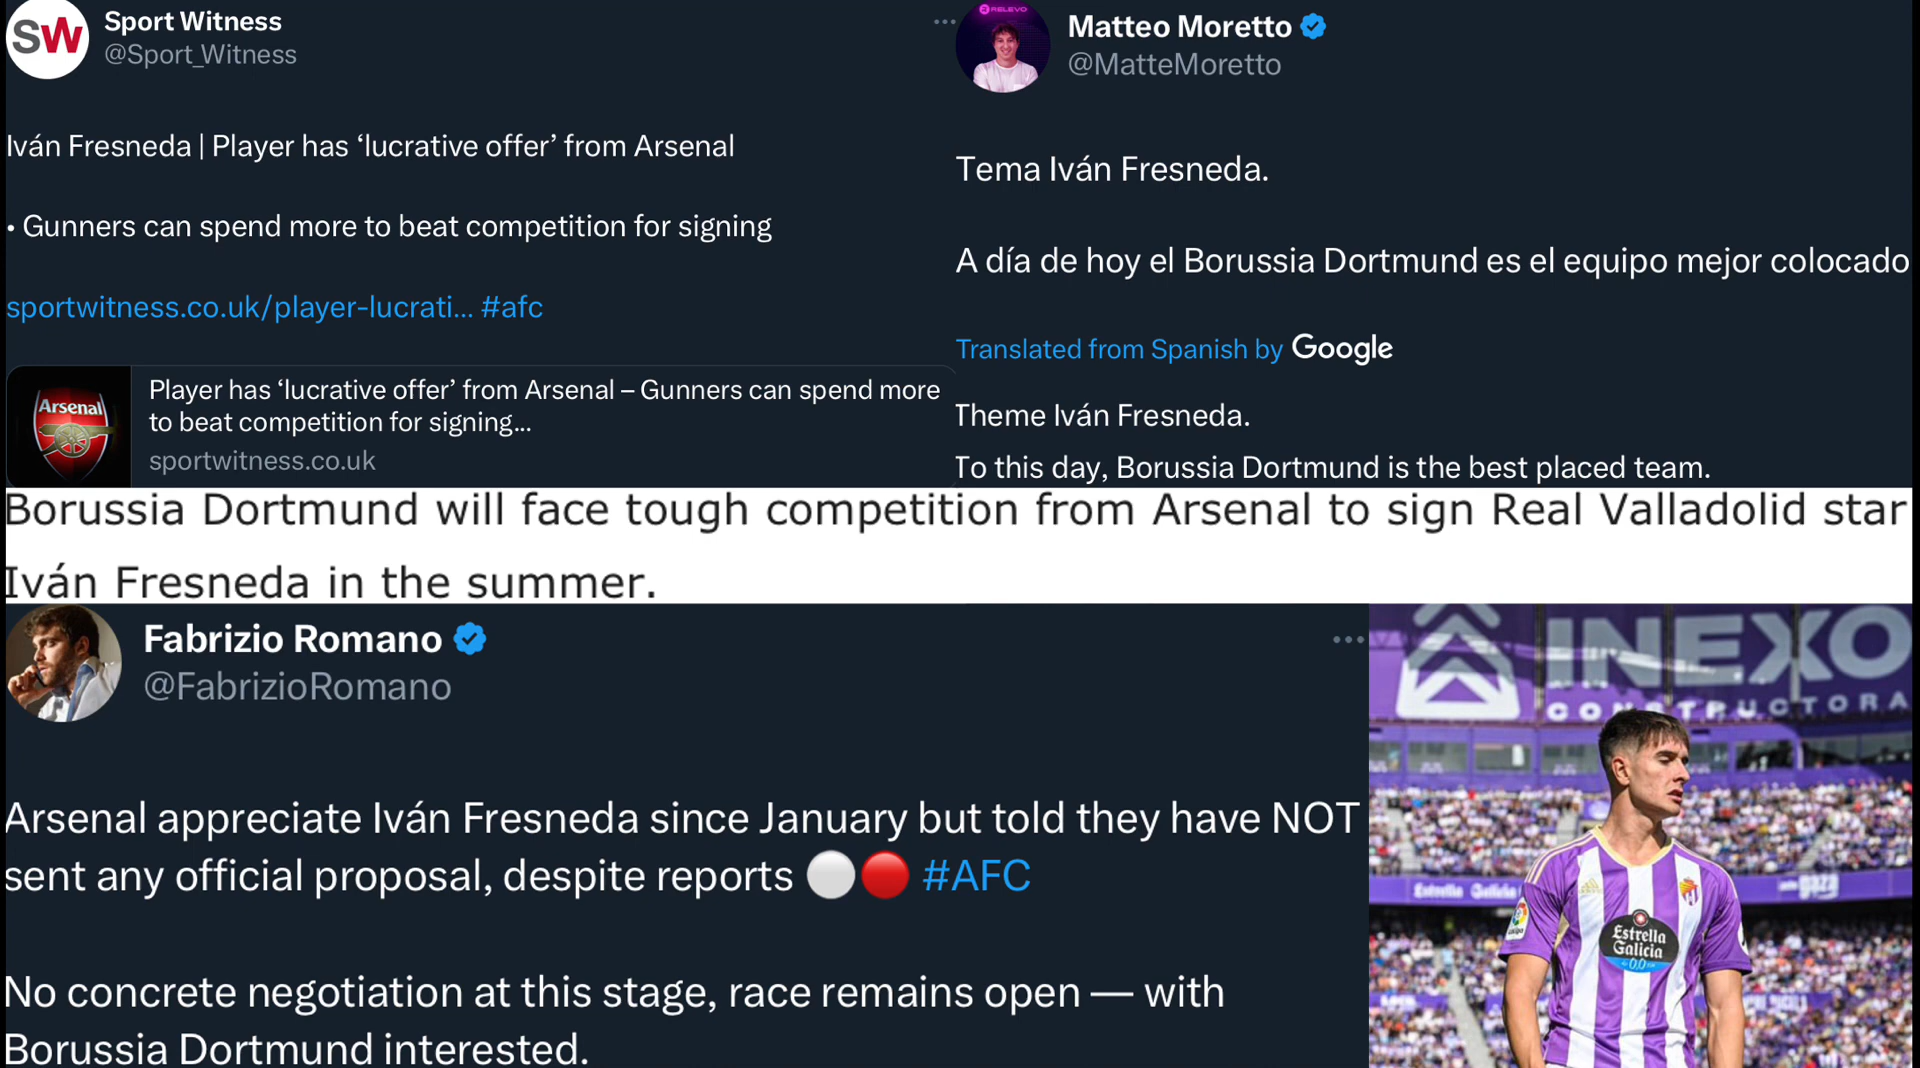 SW
Sport Witness
@Sport_Witness
Iván Fresneda | Player has ‘lucrative offer’ from Arsenal
• Gunners can spend more to beat competition for signing
sportwitness.co.uk/player-lucrati... #afc
Arsenal
Player has ‘lucrative offer’ from Arsenal – Gunners can spend more
to beat competition for signing...
sportwitness.co.uk
RELEVO
Matteo Moretto
@MatteMoretto
Tema Iván Fresneda.
A día de hoy el Borussia Dortmund es el equipo mejor colocado
Translated from Spanish by Google
Theme Iván Fresneda.
To this day, Borussia Dortmund is the best placed team.
Borussia Dortmund will face tough competition from Arsenal to sign Real Valladolid star
Iván Fresneda in the summer.
Fabrizio Romano
@FabrizioRomano
Arsenal appreciate Iván Fresneda since January but told they have NOT
sent any official proposal, despite reports ⚪🔴 #AFC
No concrete negotiation at this stage, race remains open — with
Borussia Dortmund interested.
INEXO
CONSTRUCTORA
Estrella Galicia
gaza
Estrella
Galicia
0,0